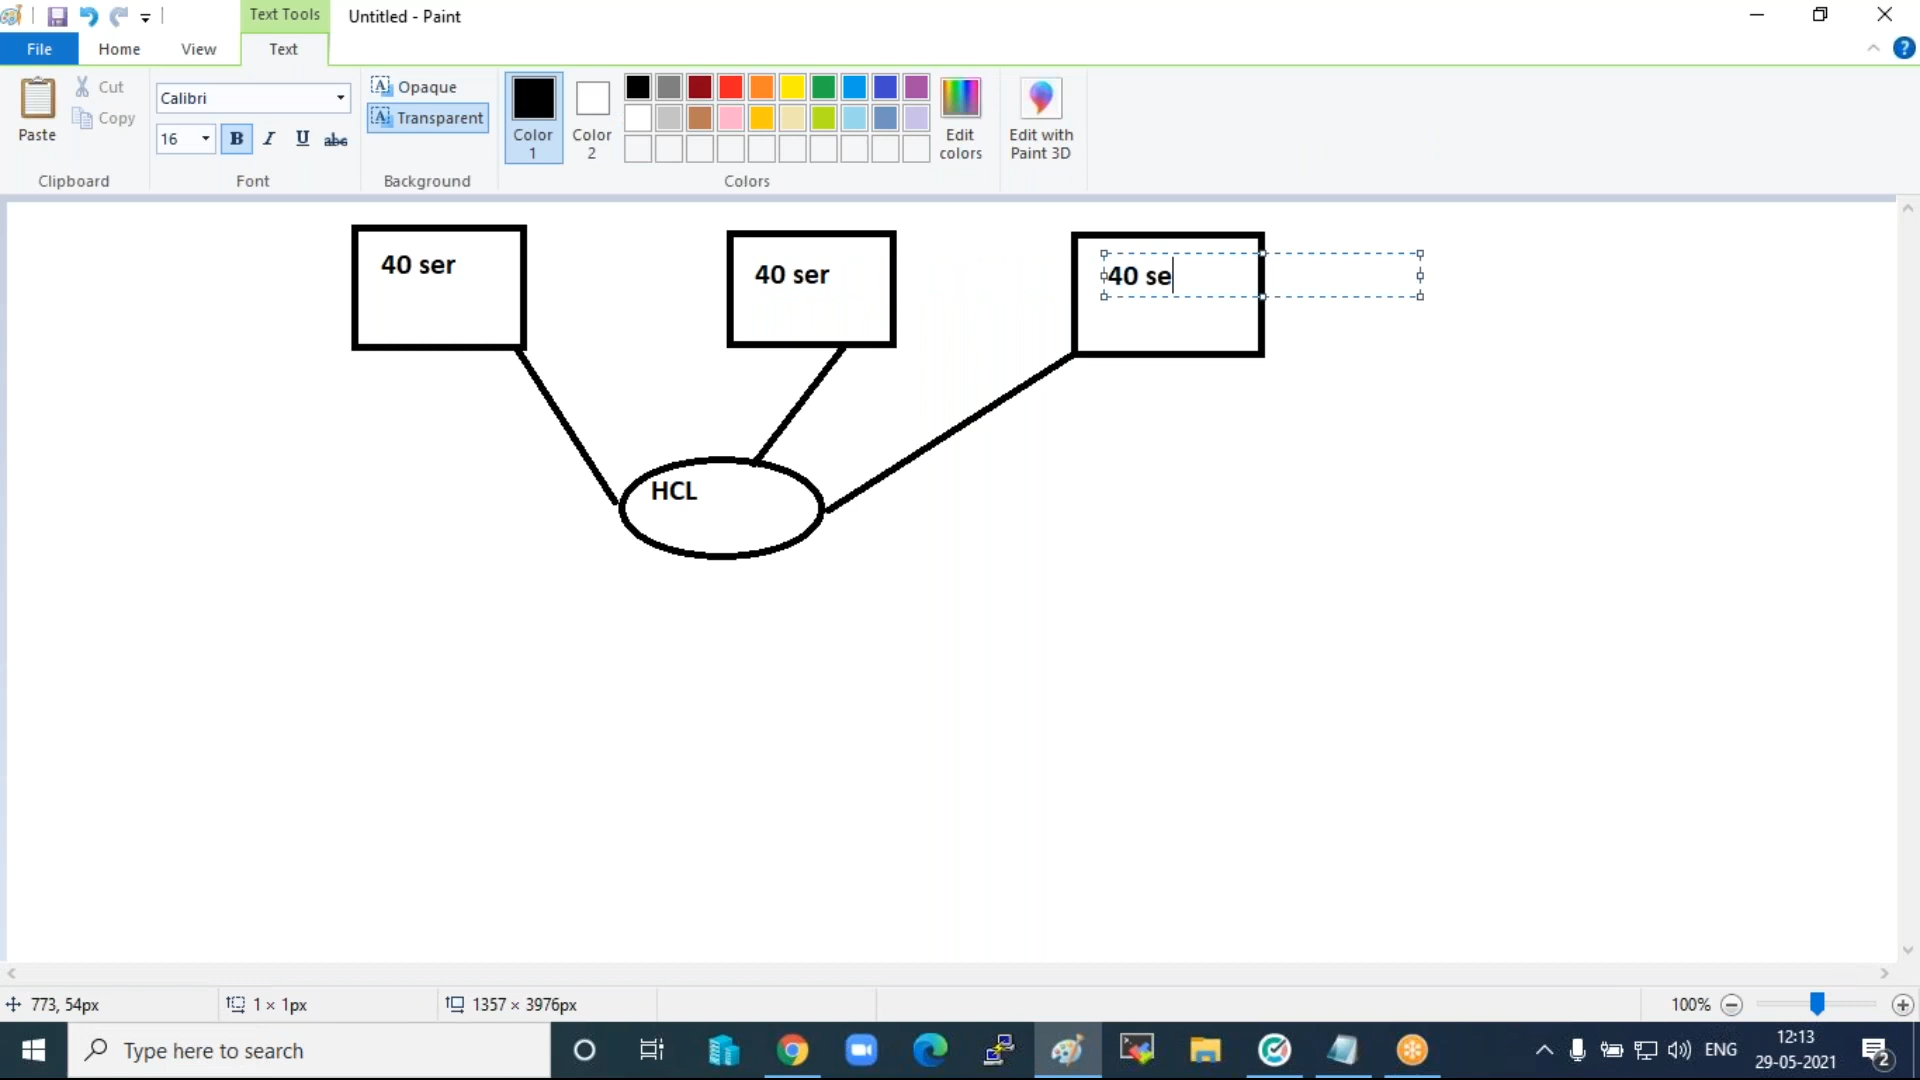 Text Tools
Untitled - Paint
File
Home
View
Text
Paste
Cut
Copy
Clipboard
Calibri
16
B
I
U
abc
Font
Opaque
Transparent
Background
Color
1
Color
2
Edit
colors
Edit with
Paint 3D
Colors
40 ser
40 ser
40 se
HCL
773, 54px
1 × 1px
1357 × 3976px
100%
Type here to search
ENG
12:13
29-05-2021
2